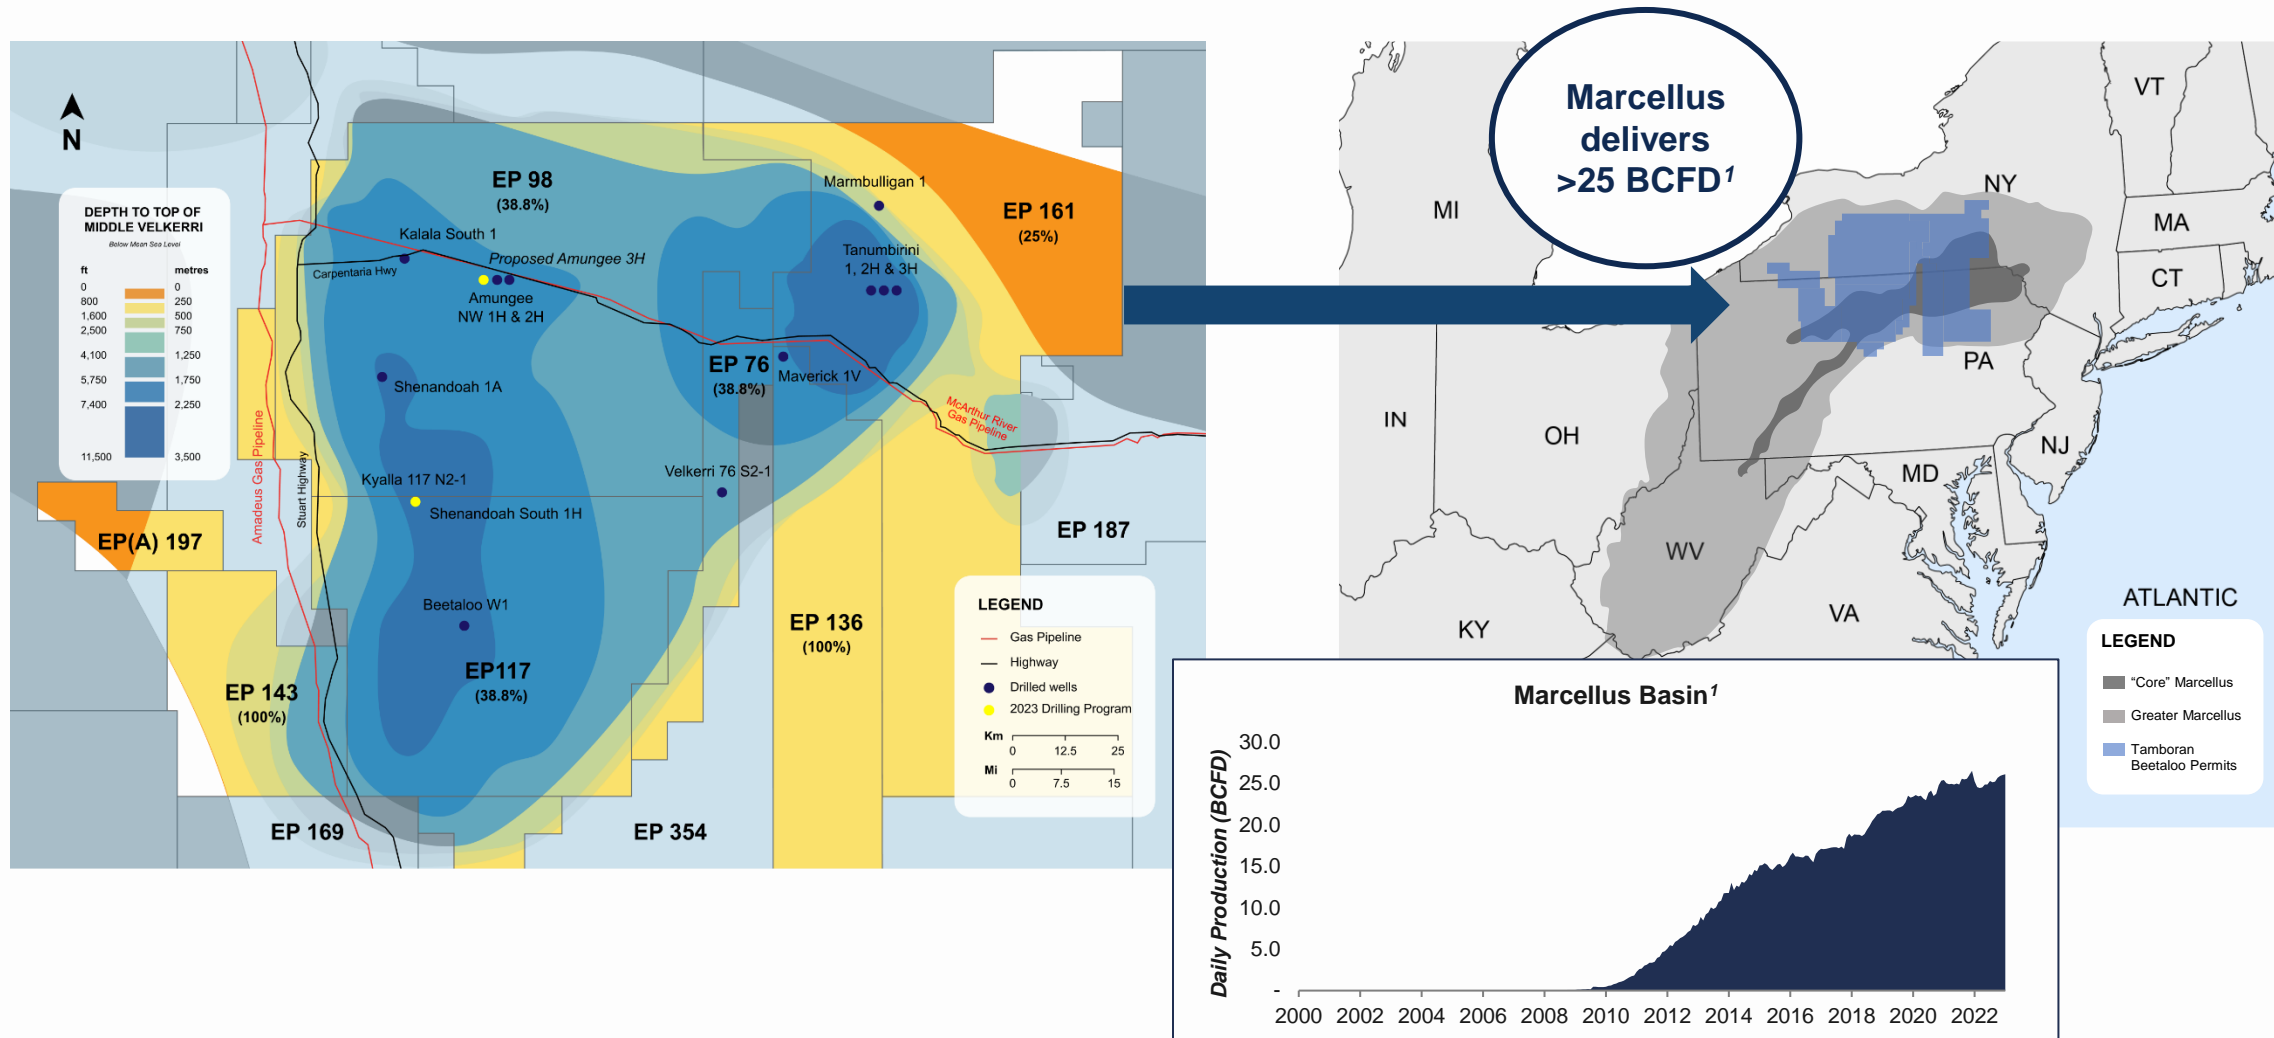 N
DEPTH TO TOP OF
MIDDLE VELKERRI
Below Mean Sea Level
ft metres
0 0
800 250
1,600 500
2,500 750
4,100 1,250
5,750 1,750
7,400 2,250
11,500 3,500
EP 98
(38.8%)
Marmbulligan 1
EP 161
(25%)
Kalala South 1
Carpentaria Hwy
Proposed Amungee 3H
Amungee
NW 1H & 2H
Tanumbirini
1, 2H & 3H
EP 76
(38.8%)
Maverick 1V
Shenandoah 1A
McArthur River
Gas Pipeline
Amadeus Gas Pipeline
Stuart Highway
Kyalla 117 N2-1
Shenandoah South 1H
Velkerri 76 S2-1
EP(A) 197
EP 187
Beetaloo W1
EP117
(38.8%)
EP 136
(100%)
EP 143
(100%)
EP 169
EP 354
LEGEND
Gas Pipeline
Highway
Drilled wells
2023 Drilling Program
Km
0 12.5 25
Mi
0 7.5 15
Marcellus
delivers
>25 BCFD1
VT
NY
MI
MA
CT
PA
IN
OH
NJ
MD
WV
VA
KY
ATLANTIC
LEGEND
“Core” Marcellus
Greater Marcellus
Tamboran
Beetaloo Permits
Marcellus Basin1
Daily Production (BCFD)
30.0
25.0
20.0
15.0
10.0
5.0
-
2000 2002 2004 2006 2008 2010 2012 2014 2016 2018 2020 2022